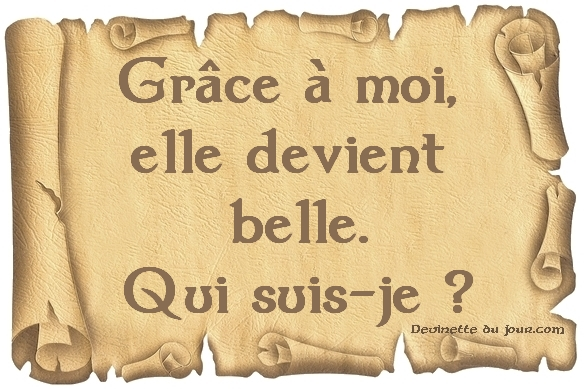 Grâce à moi,
elle devient
belle.
Qui suis-je ?
Devinette du jour.com